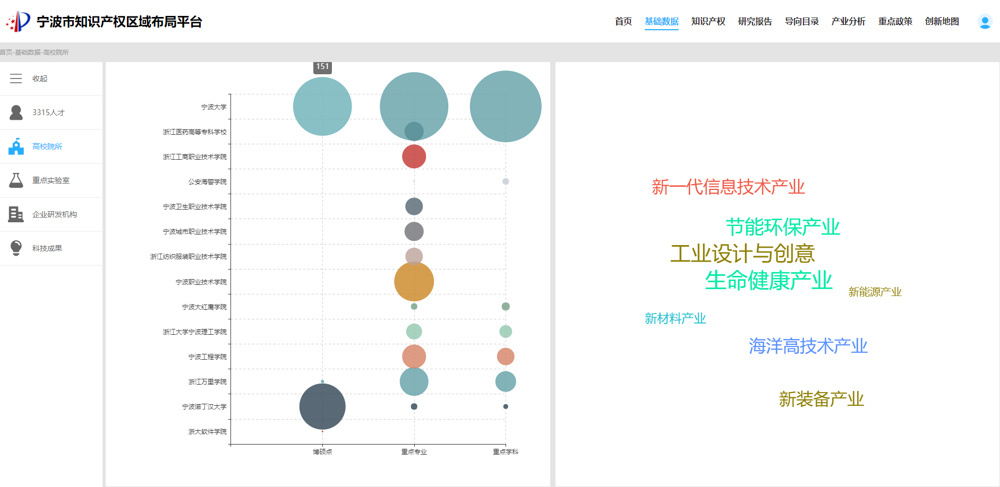 宁波市知识产权区域布局平台
首页 基础数据 知识产权 研究报告 导向目录 产业分析 重点政策 创新地图
首页-基础数据-高校院所
收起
3315人才
高校院所
重点实验室
企业研发机构
科技成果
151
宁波大学
浙江医药高等专科学校
浙江工商职业技术学院
公安海警学院
宁波卫生职业技术学院
宁波城市职业技术学院
浙江纺织服装职业技术学院
宁波职业技术学院
宁波大红鹰学院
浙江大学宁波理工学院
宁波工程学院
浙江万里学院
宁波诺丁汉大学
浙大软件学院
博硕点 重点专业 重点学科
新一代信息技术产业
节能环保产业
工业设计与创意
生命健康产业
新能源产业
新材料产业
海洋高技术产业
新装备产业